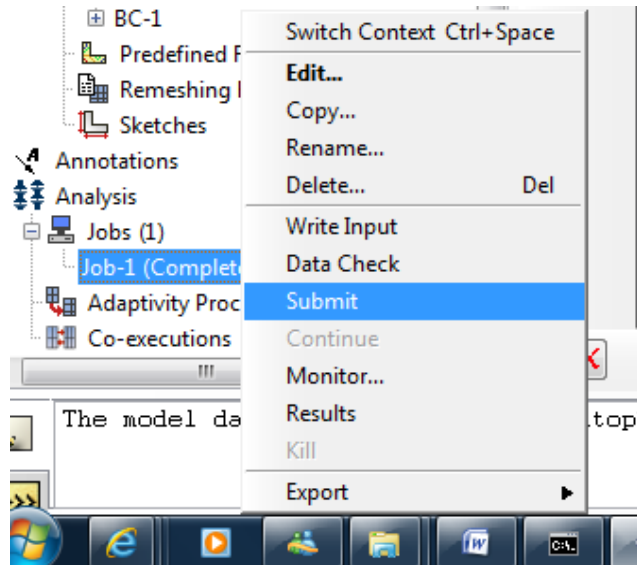 BC-1
Predefined F
Remeshing
Sketches
Annotations
Analysis
Jobs (1)
Job-1 (Complete
Adaptivity Proc
Co-executions
Switch Context Ctrl+Space
Edit...
Copy...
Rename...
Delete... Del
Write Input
Data Check
Submit
Continue
Monitor...
Results
Kill
Export
The model da
top
C:\.